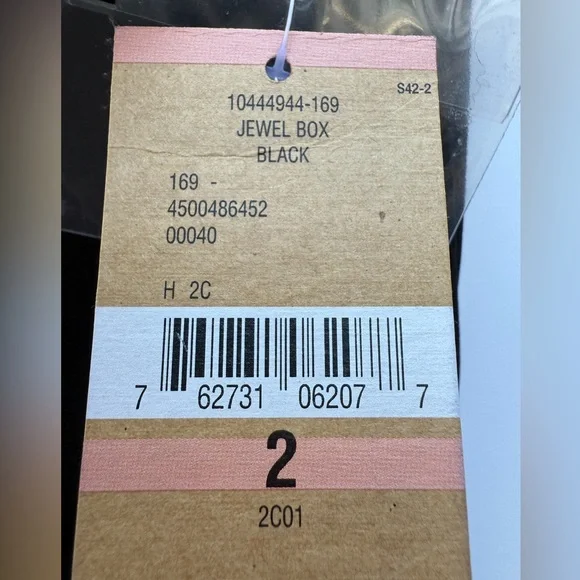 S42-2
10444944-169
JEWEL BOX
BLACK
169 -
4500486452
00040
H 2C
7 62731 06207 7
2
2C01